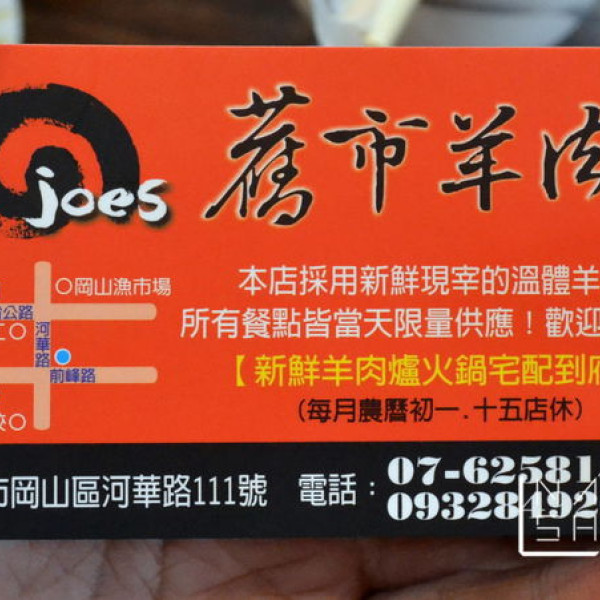 joes
舊市羊肉
岡山漁市場
公路
河華路
前峰路
本店採用新鮮現宰的溫體羊
所有餐點皆當天限量供應！歡迎
【新鮮羊肉爐火鍋宅配到府
(每月農曆初一.十五店休)
市岡山區河華路111號 電話：07-62581
09328492